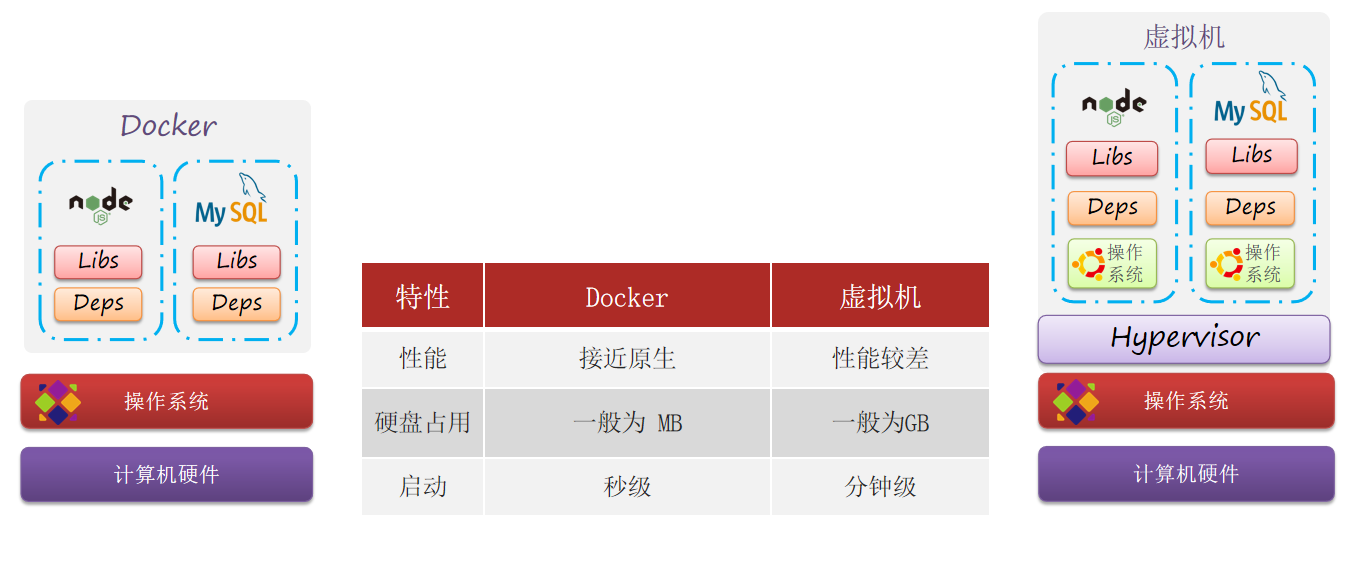 Docker
node
JS
MySQL
Libs
Libs
Deps
Deps
操作系统
计算机硬件
特性 Docker 虚拟机
性能 接近原生 性能较差
硬盘占用 一般为 MB 一般为GB
启动 秒级 分钟级
虚拟机
node
JS
MySQL
Libs
Libs
Deps
Deps
操作
系统
操作
系统
Hypervisor
操作系统
计算机硬件